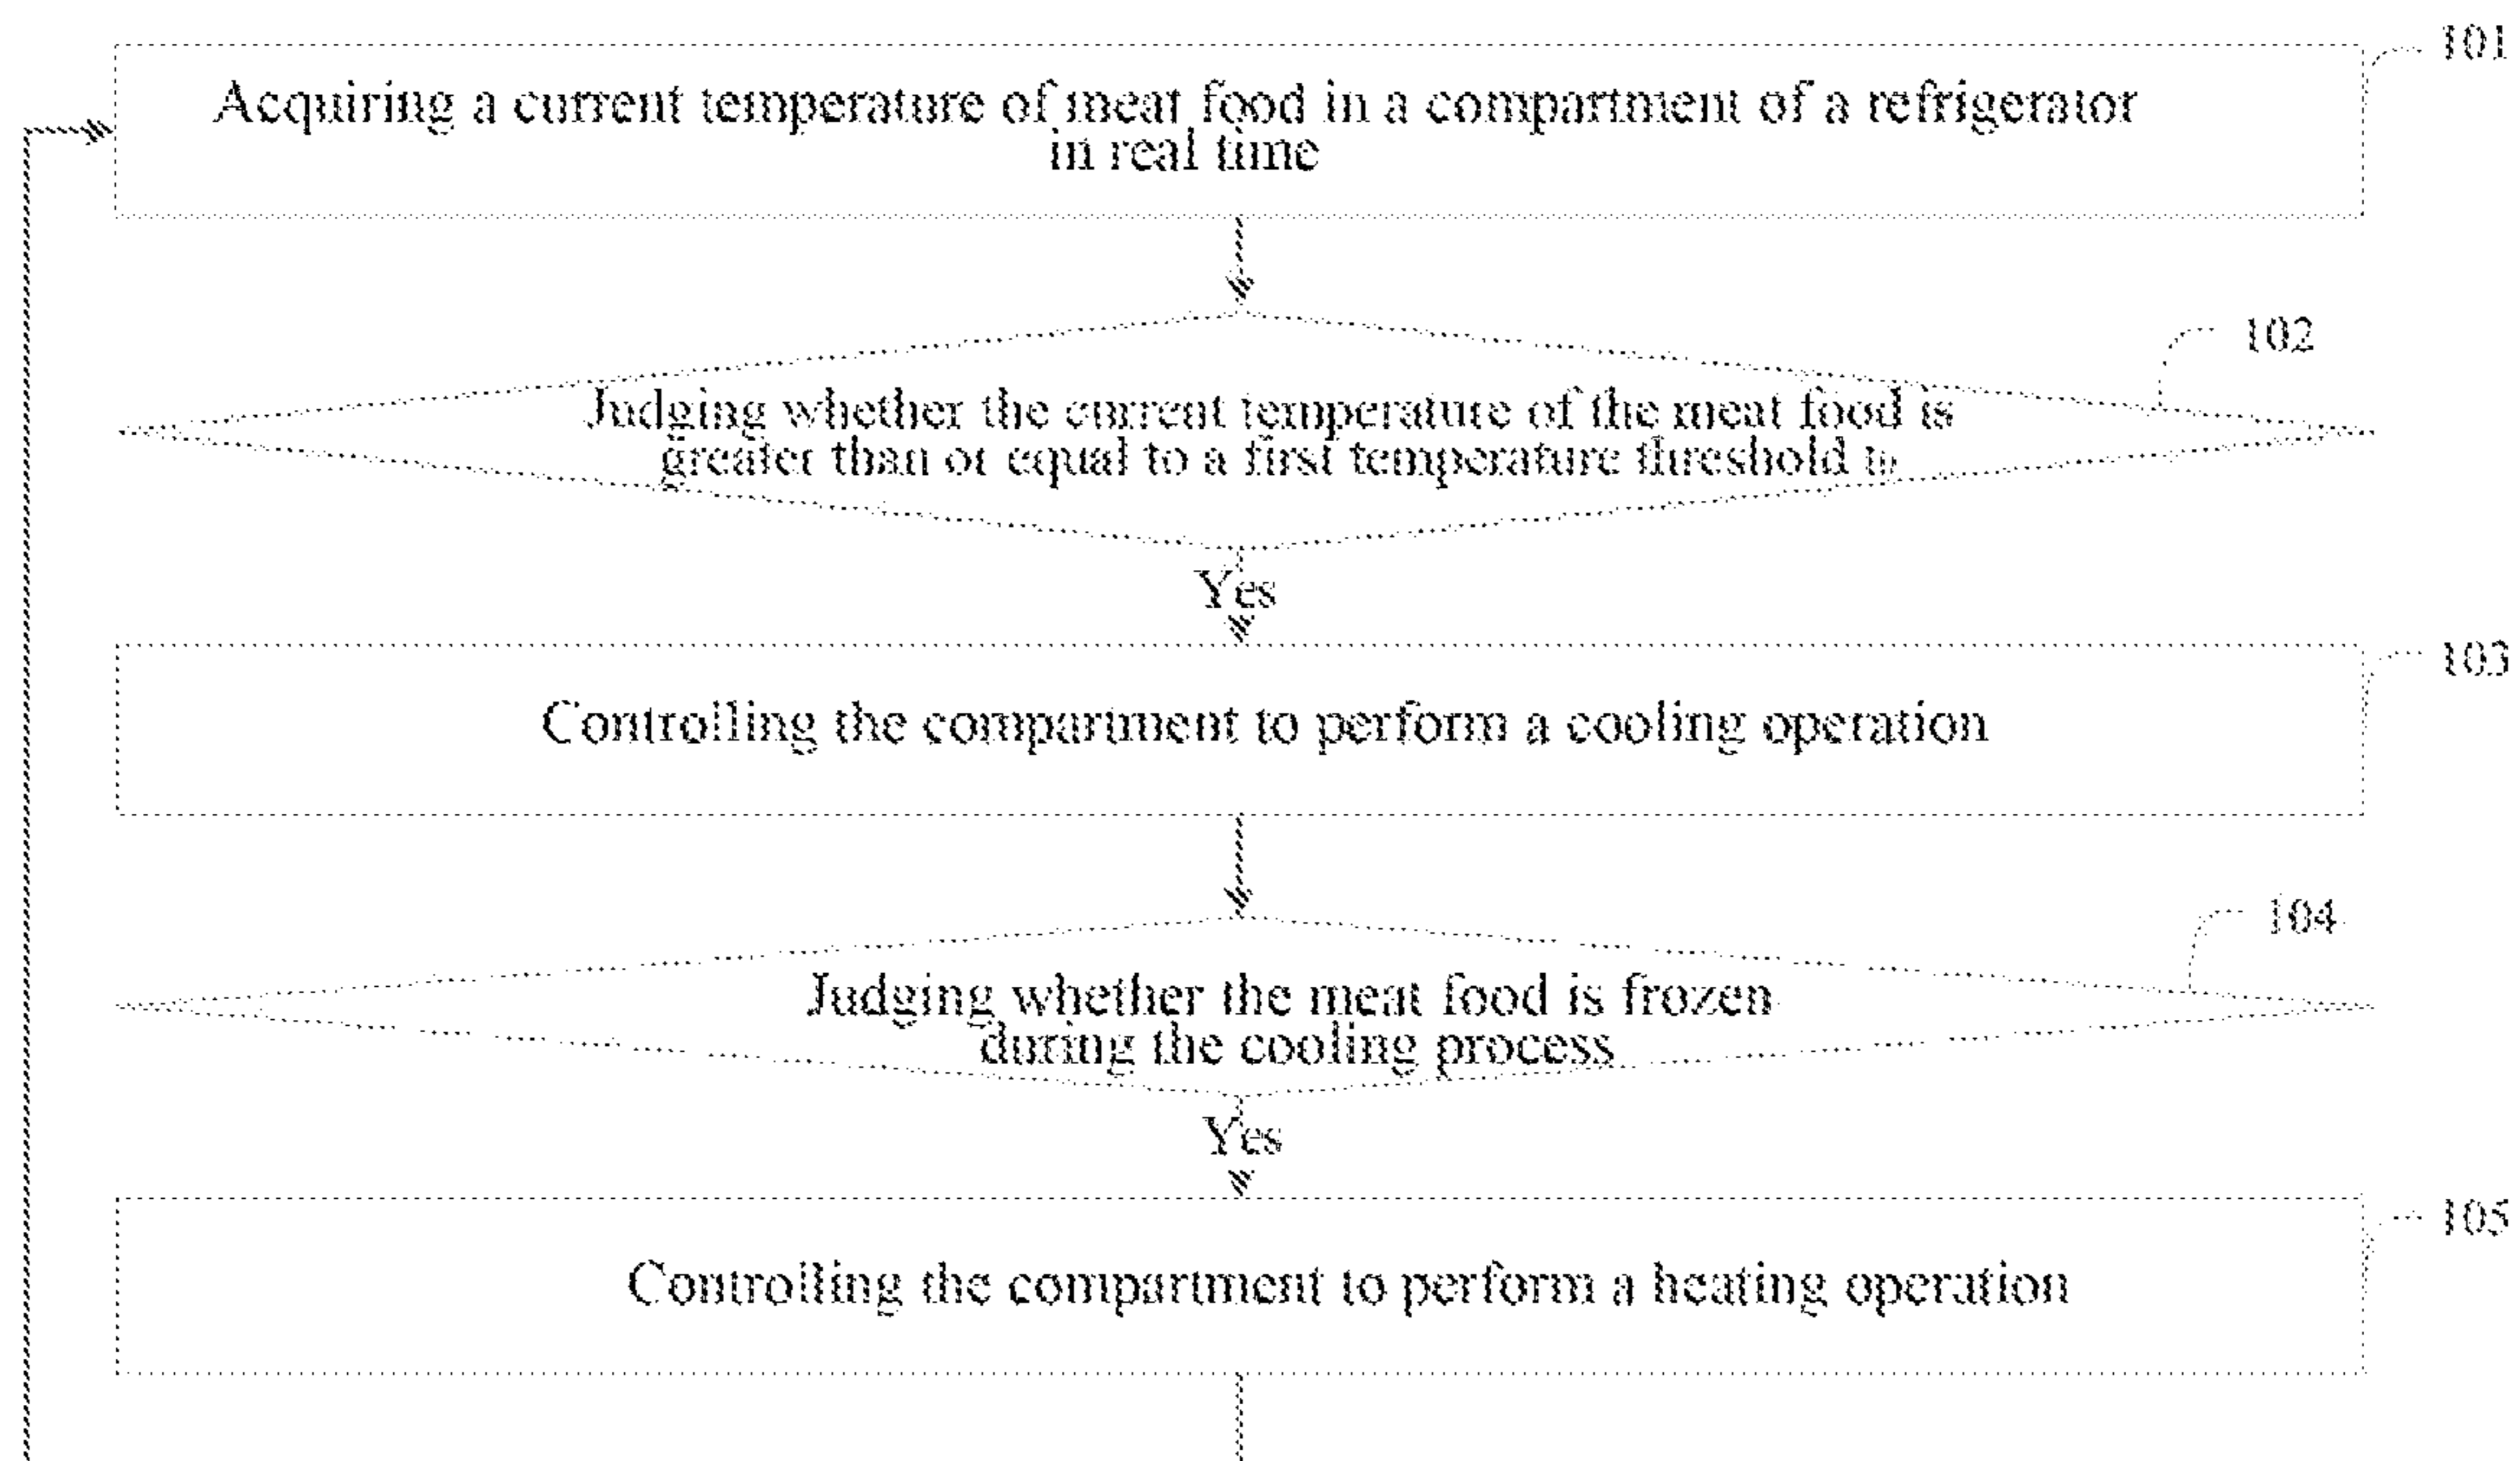 101
Acquiring a current temperature of meat food in a compartment of a refrigerator
in real time
102
Judging whether the current temperature of the meat food is
greater than or equal to a first temperature threshold
Yes
103
Controlling the compartment to perform a cooling operation
104
Judging whether the meat food is frozen
during the cooling process
Yes
105
Controlling the compartment to perform a heating operation